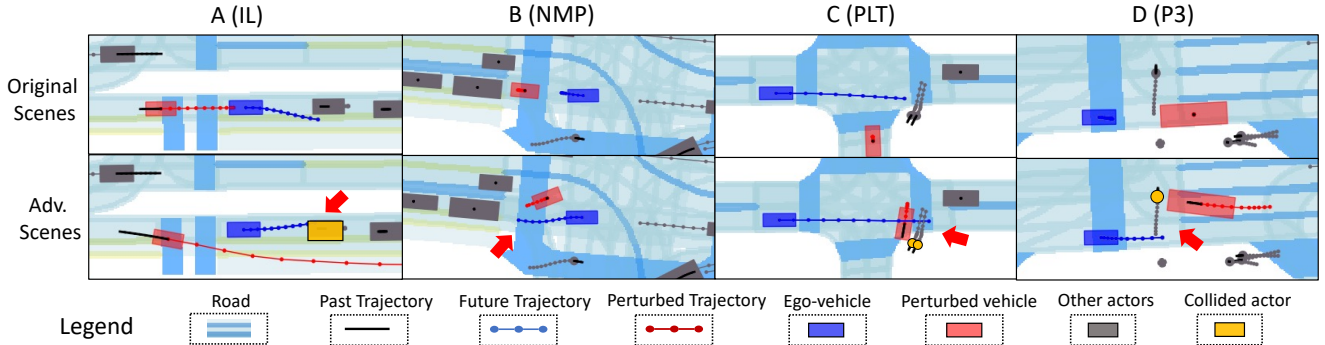 A (IL)
B (NMP)
C (PLT)
D (P3)
Original
Scenes
Adv.
Scenes
Legend
Road
Past Trajectory
Future Trajectory
Perturbed Trajectory
Ego-vehicle
Perturbed vehicle
Other actors
Collided actor